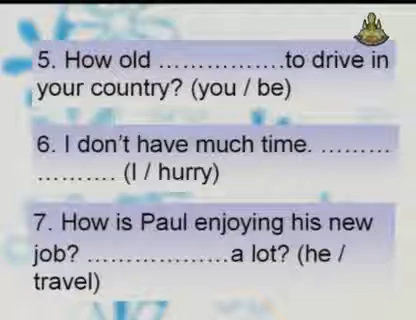 5. How old ……………to drive in
your country? (you / be)
6. I don't have much time. ………
………. (I / hurry)
7. How is Paul enjoying his new
job? ………………a lot? (he /
travel)